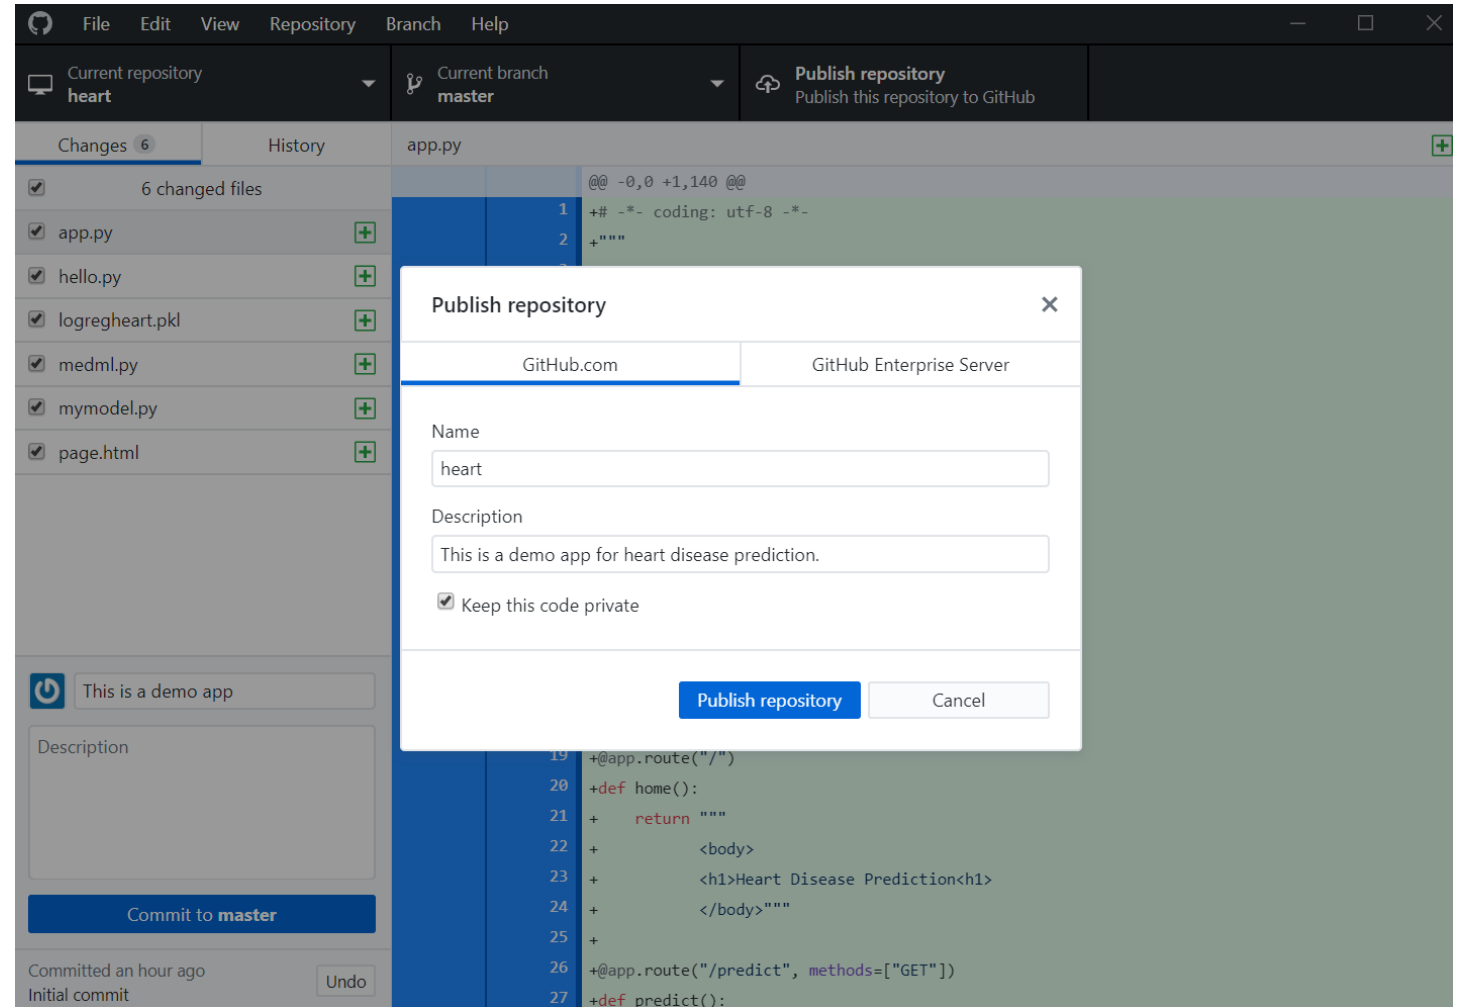 File Edit View Repository Branch Help
Current repository
heart
Current branch
master
Publish repository
Publish this repository to GitHub
Changes 6
History
app.py
6 changed files
app.py
hello.py
logregheart.pkl
medml.py
mymodel.py
page.html
This is a demo app
Description
Commit to master
Committed an hour ago
Initial commit
Undo
@@ -0,0 +1,140 @@
1 +# -*- coding: utf-8 -*-
2 +"""
Publish repository
GitHub.com
GitHub Enterprise Server
Name
heart
Description
This is a demo app for heart disease prediction.
Keep this code private
Publish repository
Cancel
19 +@app.route("/")
20 +def home():
21 + return """
22 + <body>
23 + <h1>Heart Disease Prediction<h1>
24 + </body>"""
25 +
26 +@app.route("/predict", methods=["GET"])
27 +def predict():